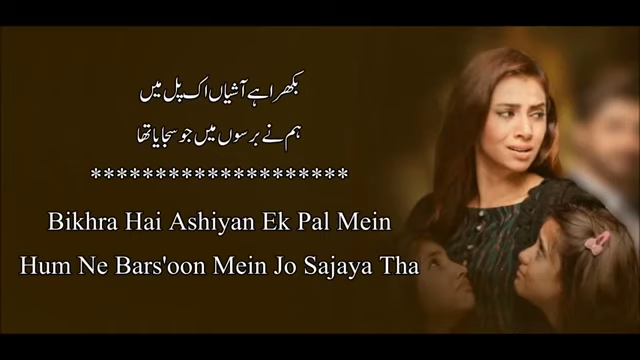 بکھرا ہے آشیاں اک پل میں
ہم نے برسوں میں جو سجایا تھا
********************
Bikhra Hai Ashiyan Ek Pal Mein
Hum Ne Bars'oon Mein Jo Sajaya Tha